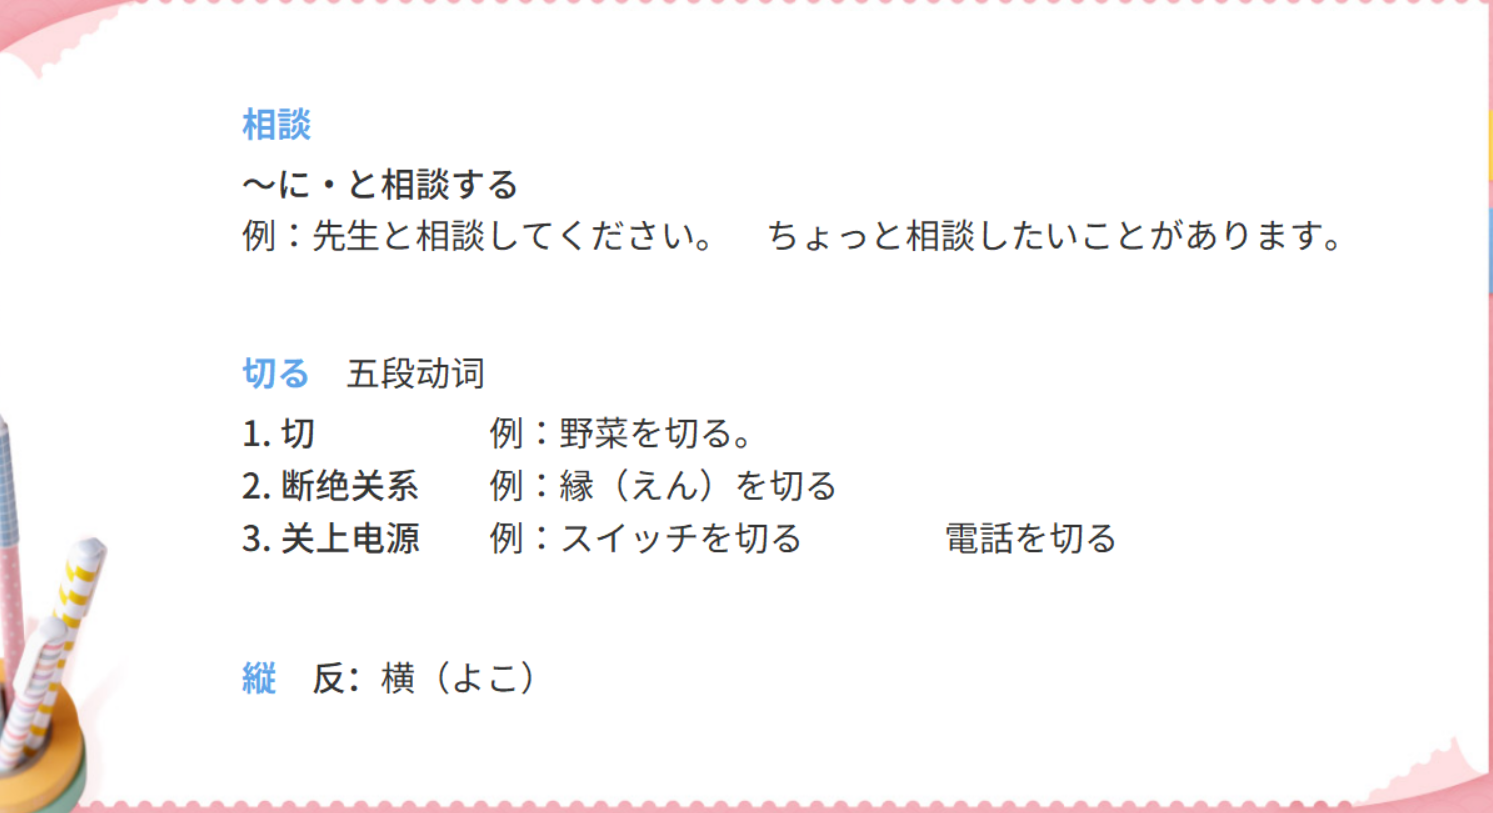 相談
～に・と相談する
例：先生と相談してください。　ちょっと相談したいことがあります。
切る　五段动词
1. 切　例：野菜を切る。
2. 断绝关系　例：縁（えん）を切る
3. 关上电源　例：スイッチを切る　電話を切る
縦　反：横（よこ）